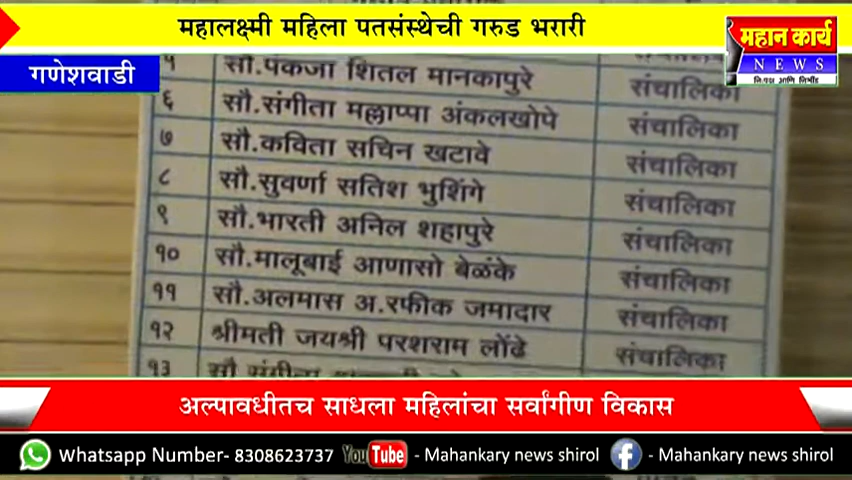 महालक्ष्मी महिला पतसंस्थेची गरुड भरारी
महान कार्य
NEWS
गणेशवाडी
५ सौ.पंकजा शितल मानकापुरे संचालिका
६ सौ.संगीता मल्लाप्पा अंकलखोपे संचालिका
७ सौ.कविता सचिन खटावे संचालिका
८ सौ.सुवर्णा सतिश भुशिंगे संचालिका
९ सौ.भारती अनिल शहापुरे संचालिका
१० सौ.मालूबाई आणासो बेळंके संचालिका
११ सौ.अलमास अ.रफीक जमादार संचालिका
१२ श्रीमती जयश्री परशराम लोंढे संचालिका
१३ सौ.संगीता
अल्पावधीतच साधला महिलांचा सर्वांगीण विकास
Whatsapp Number- 8308623737 YouTube - Mahankary news shirol f - Mahankary news shirol